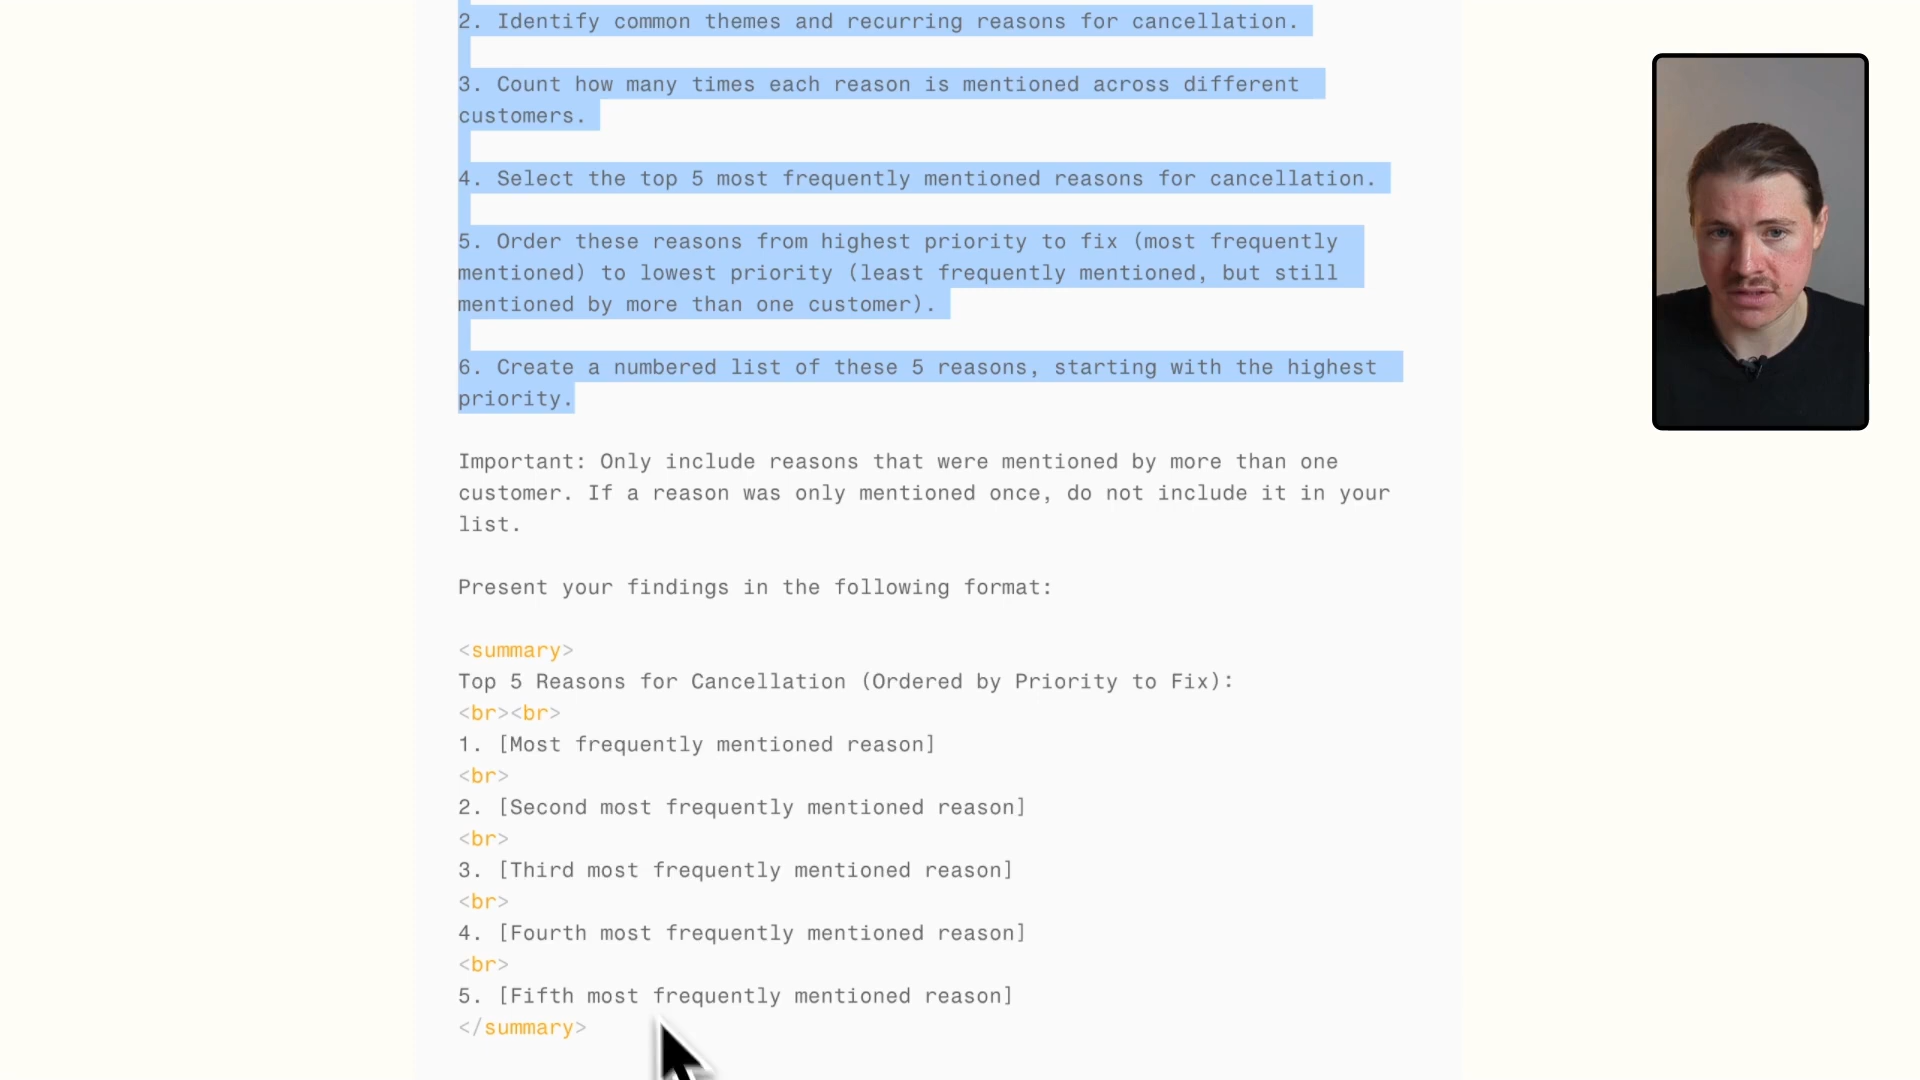 2. Identify common themes and recurring reasons for cancellation.
3. Count how many times each reason is mentioned across different
customers.
4. Select the top 5 most frequently mentioned reasons for cancellation.
5. Order these reasons from highest priority to fix (most frequently
mentioned) to lowest priority (least frequently mentioned, but still
mentioned by more than one customer).
6. Create a numbered list of these 5 reasons, starting with the highest
priority.
Important: Only include reasons that were mentioned by more than one
customer. If a reason was only mentioned once, do not include it in your
list.
Present your findings in the following format:
<summary>
Top 5 Reasons for Cancellation (Ordered by Priority to Fix):
<br><br>
1. [Most frequently mentioned reason]
<br>
2. [Second most frequently mentioned reason]
<br>
3. [Third most frequently mentioned reason]
<br>
4. [Fourth most frequently mentioned reason]
<br>
5. [Fifth most frequently mentioned reason]
</summary>